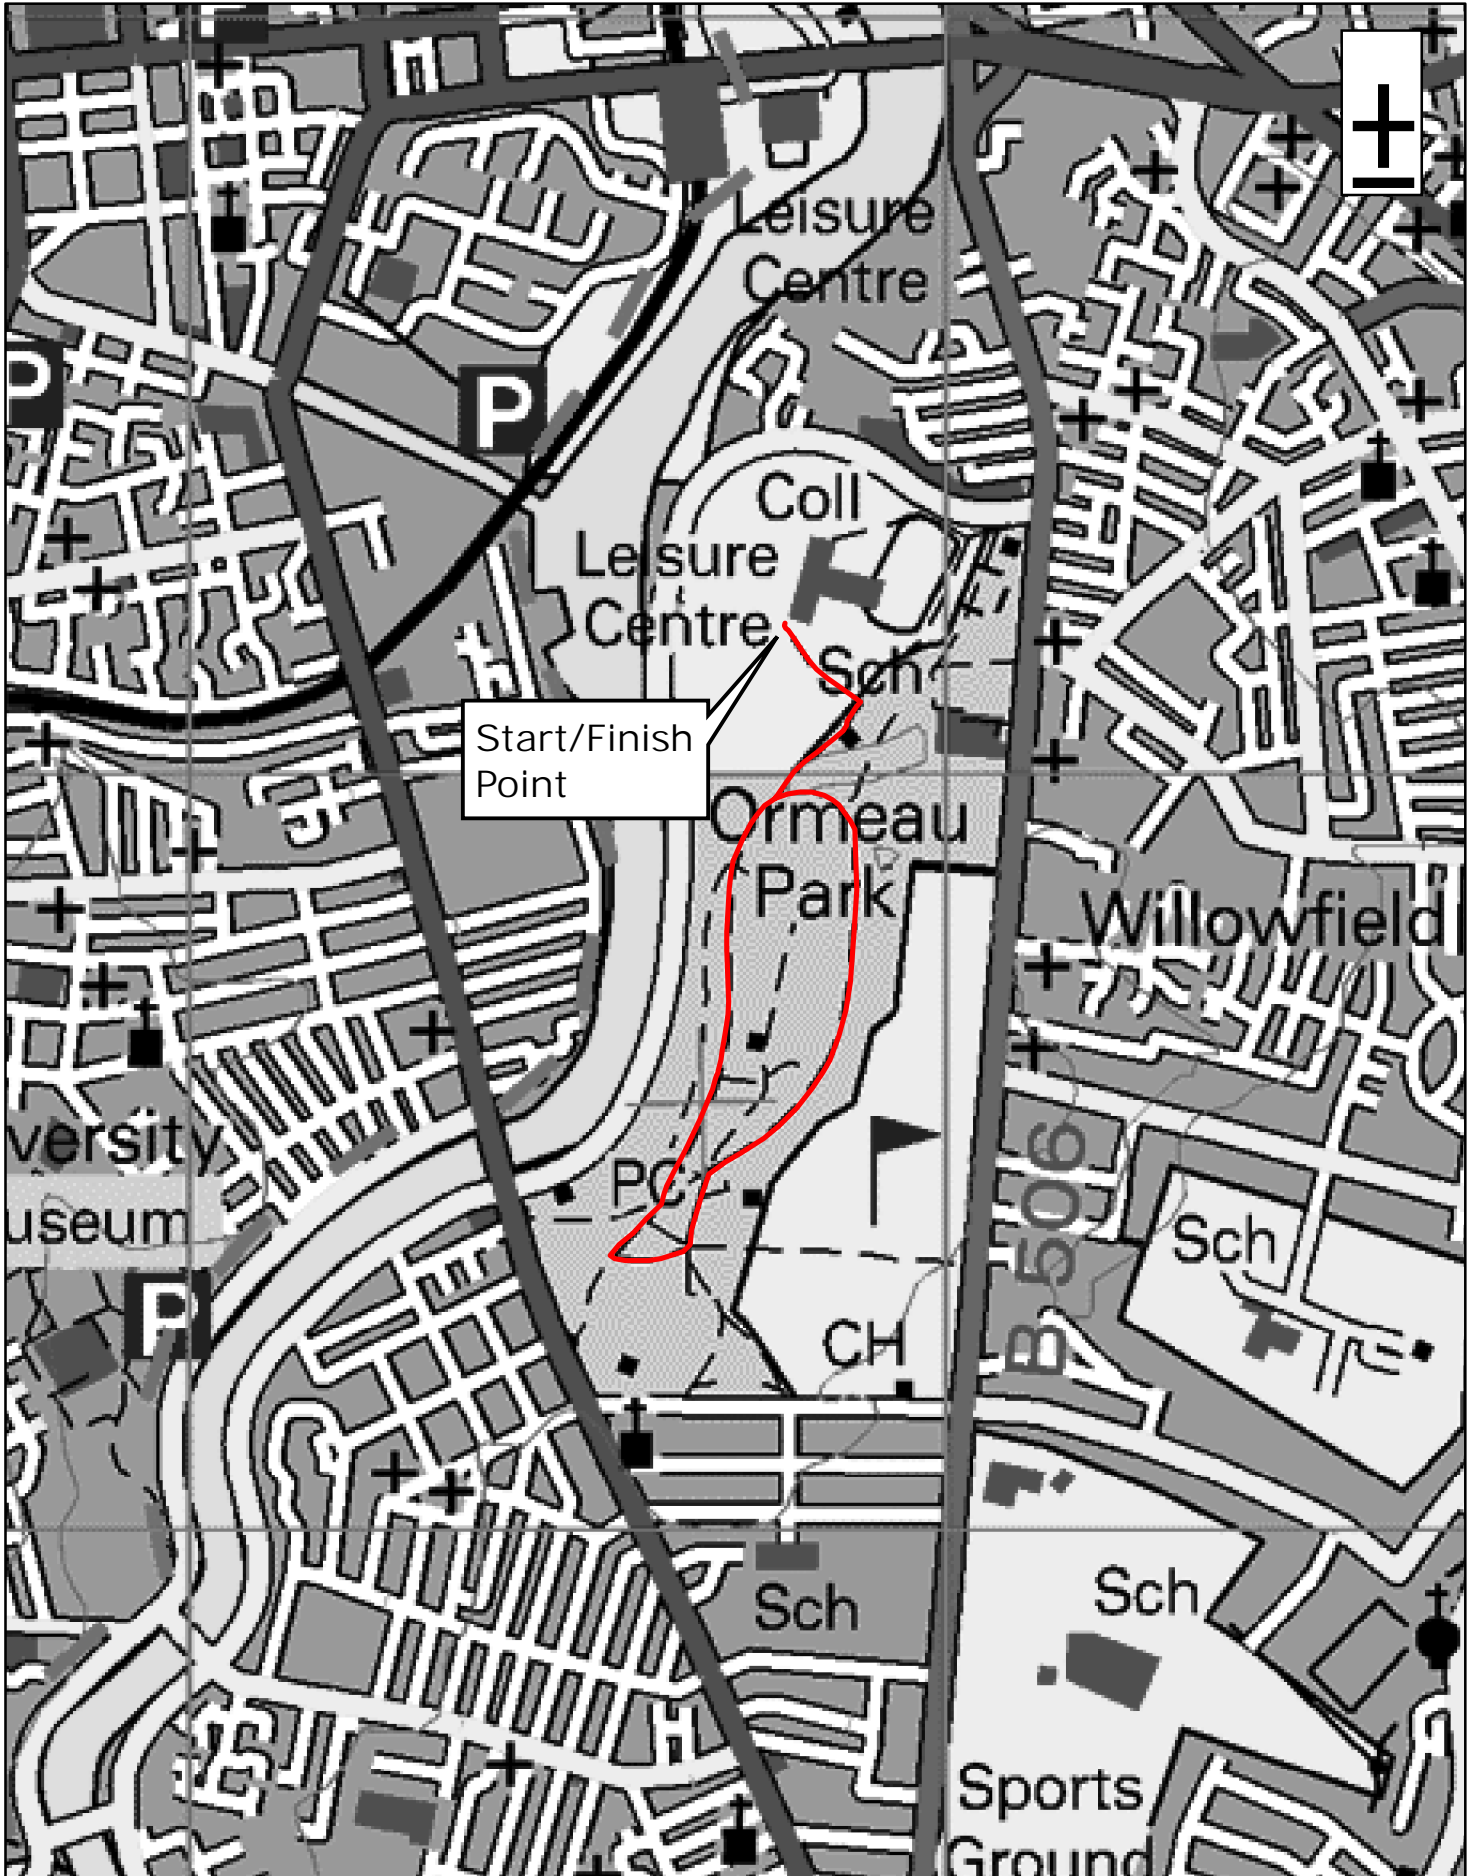 Leisure
Centre
P
P
Coll
Leisure
Centre
Sch
Start/Finish
Point
Ormeau
Park
Willowfield
versity
useum
PC
B 506
Sch
P
CH
Sch
Sch
Sports
Ground